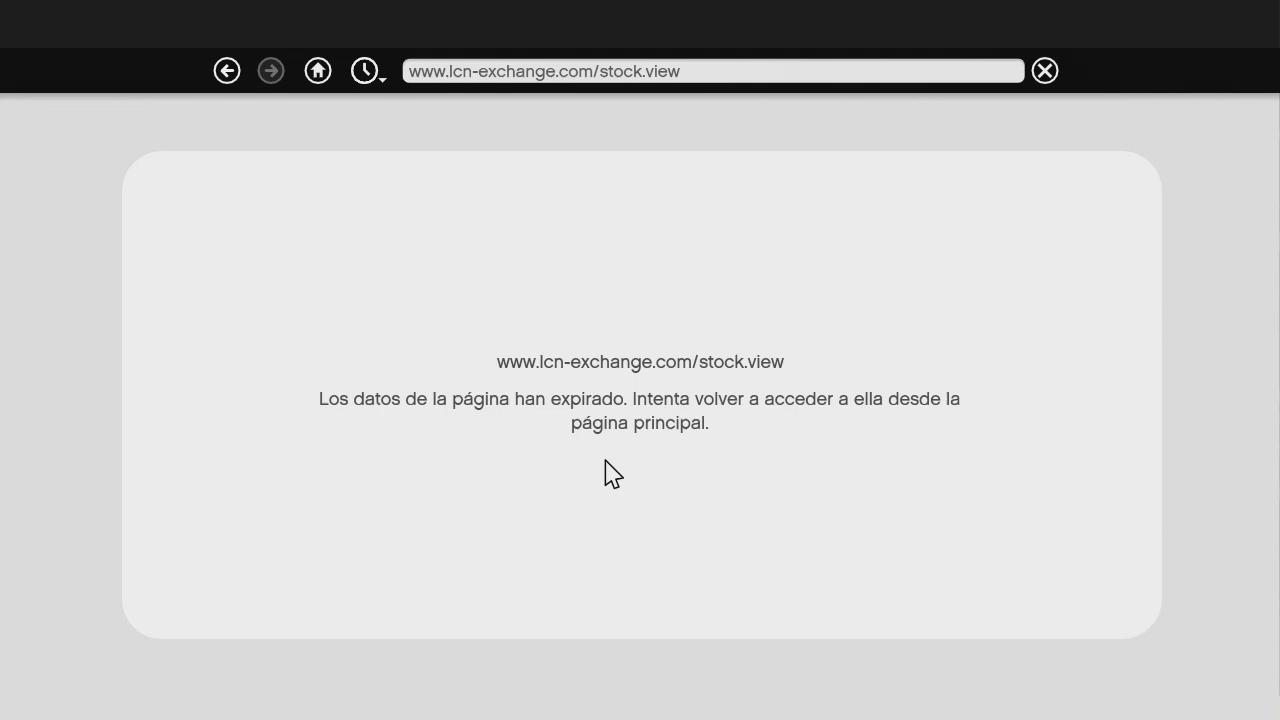 www.lcn-exchange.com/stock.view
www.lcn-exchange.com/stock.view
Los datos de la página han expirado. Intenta volver a acceder a ella desde la
página principal.